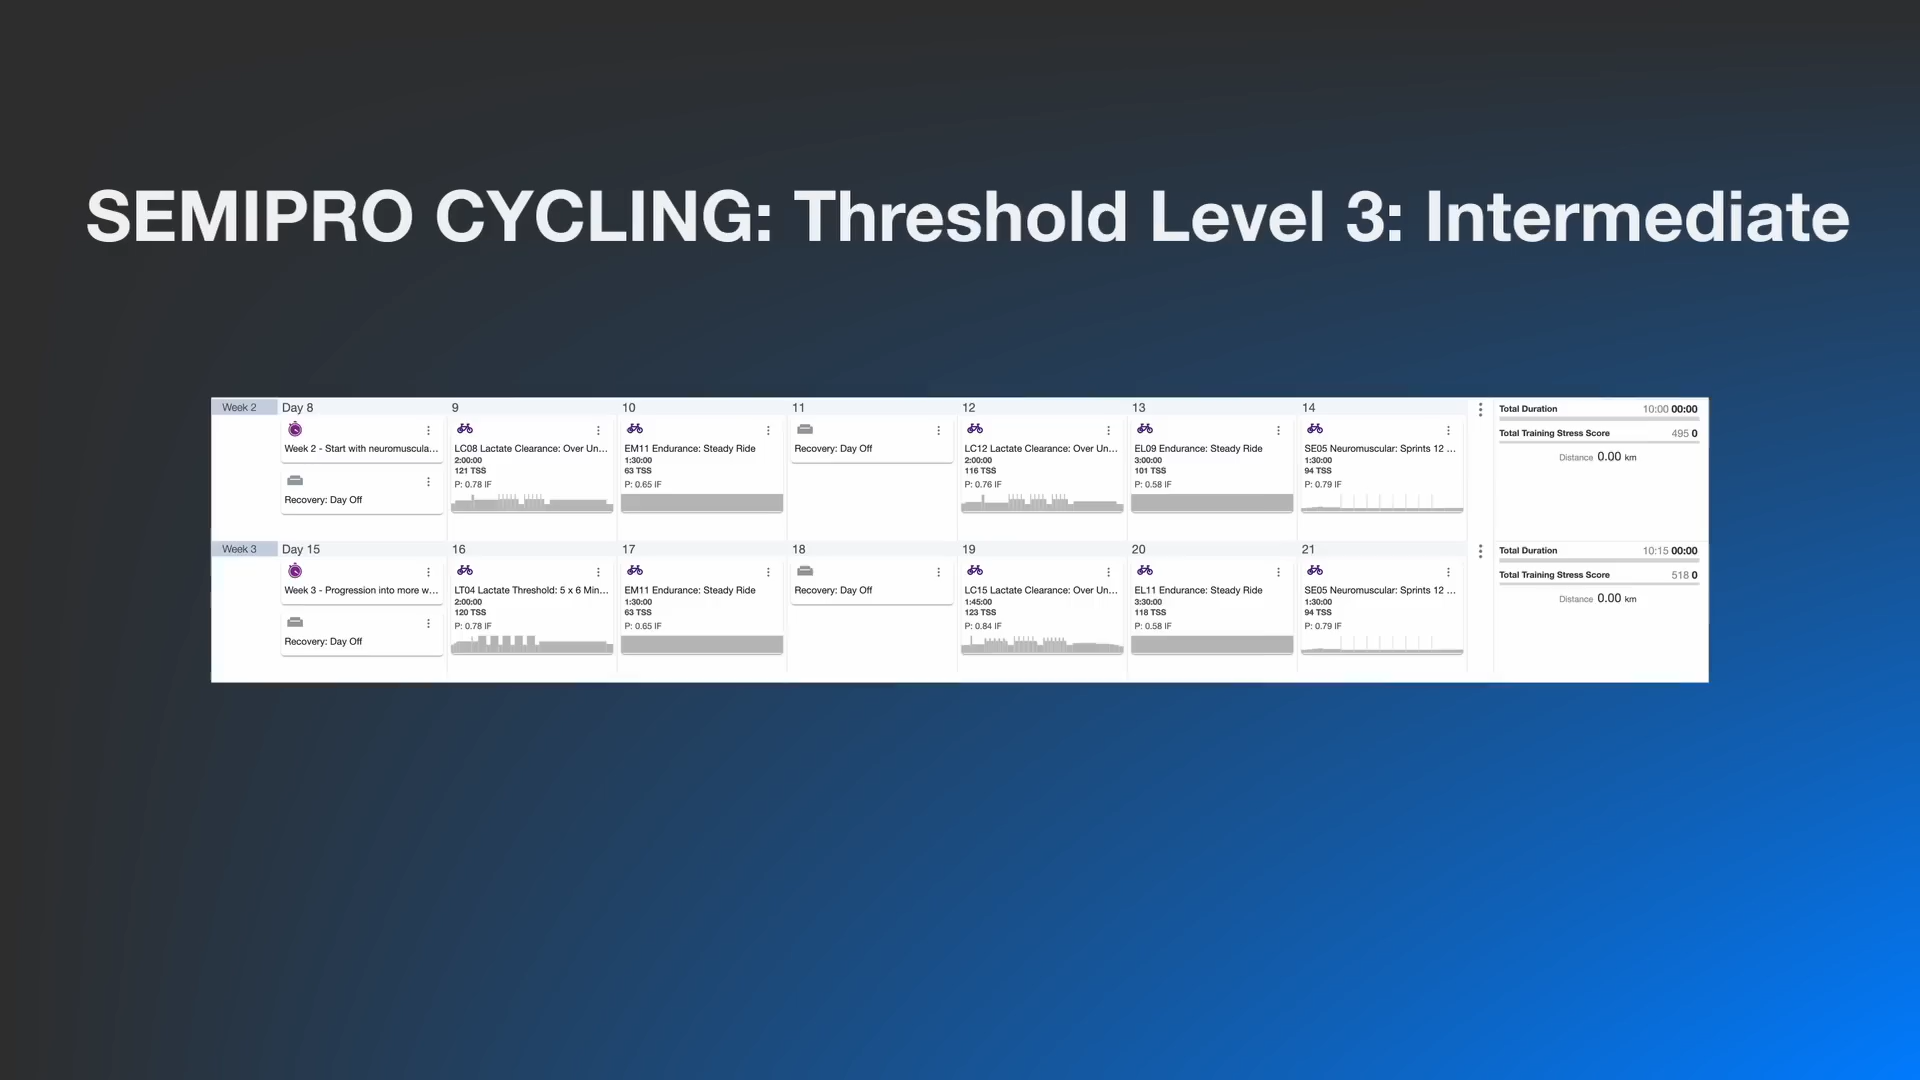 SEMIPRO CYCLING: Threshold Level 3: Intermediate
Week 2 Day 8 9 10 11 12 13 14
Week 2 - Start with neuromuscula...
Recovery: Day Off
LC08 Lactate Clearance: Over Un...
2:00:00
121 TSS
P: 0.78 IF
EM11 Endurance: Steady Ride
1:30:00
63 TSS
P: 0.65 IF
Recovery: Day Off
LC12 Lactate Clearance: Over Un...
2:00:00
116 TSS
P: 0.76 IF
EL09 Endurance: Steady Ride
3:00:00
101 TSS
P: 0.58 IF
SE05 Neuromuscular: Sprints 12 ...
1:30:00
94 TSS
P: 0.79 IF
Total Duration 10:00 00:00
Total Training Stress Score 495 0
Distance 0.00 km
Week 3 Day 15 16 17 18 19 20 21
Week 3 - Progression into more w...
Recovery: Day Off
LT04 Lactate Threshold: 5 x 6 Min...
2:00:00
120 TSS
P: 0.78 IF
EM11 Endurance: Steady Ride
1:30:00
63 TSS
P: 0.65 IF
Recovery: Day Off
LC15 Lactate Clearance: Over Un...
1:45:00
123 TSS
P: 0.84 IF
EL11 Endurance: Steady Ride
3:30:00
118 TSS
P: 0.58 IF
SE05 Neuromuscular: Sprints 12 ...
1:30:00
94 TSS
P: 0.79 IF
Total Duration 10:15 00:00
Total Training Stress Score 518 0
Distance 0.00 km